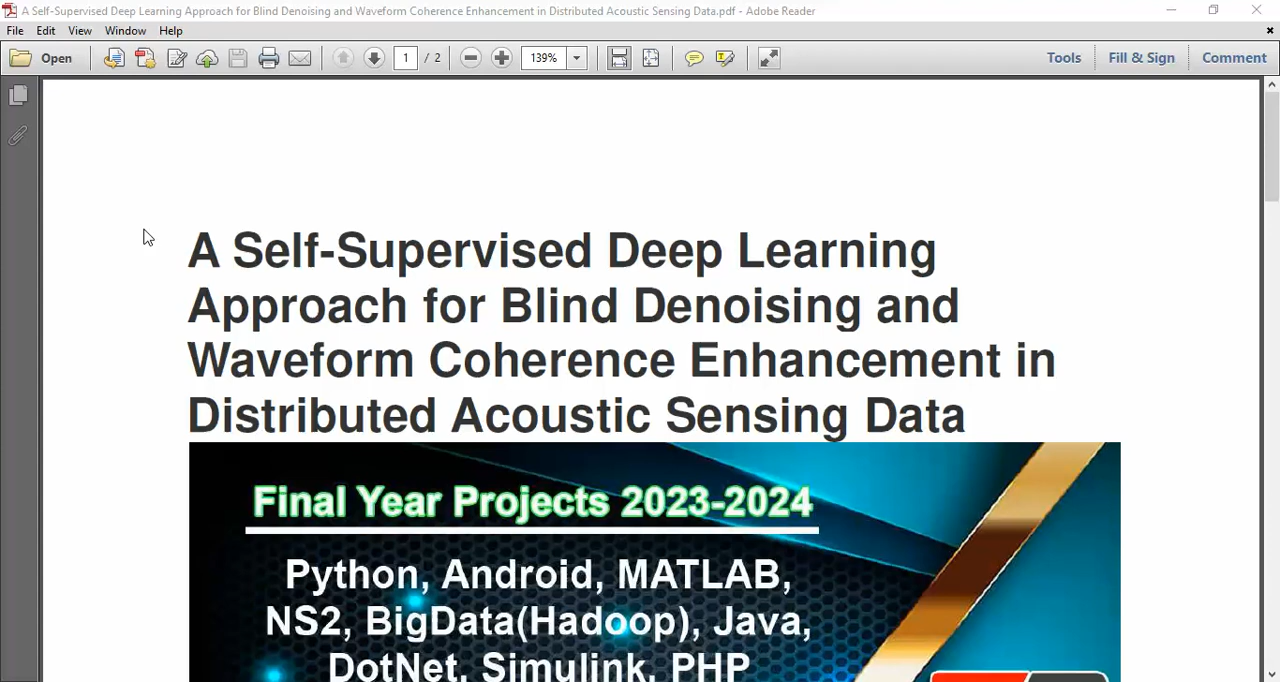 A Self-Supervised Deep Learning Approach for Blind Denoising and Waveform Coherence Enhancement in Distributed Acoustic Sensing Data.pdf - Adobe Reader
File Edit View Window Help
Open 1 / 2 139% Tools Fill & Sign Comment
A Self-Supervised Deep Learning
Approach for Blind Denoising and
Waveform Coherence Enhancement in
Distributed Acoustic Sensing Data
Final Year Projects 2023-2024
Python, Android, MATLAB,
NS2, BigData(Hadoop), Java,
DotNet, Simulink, PHP